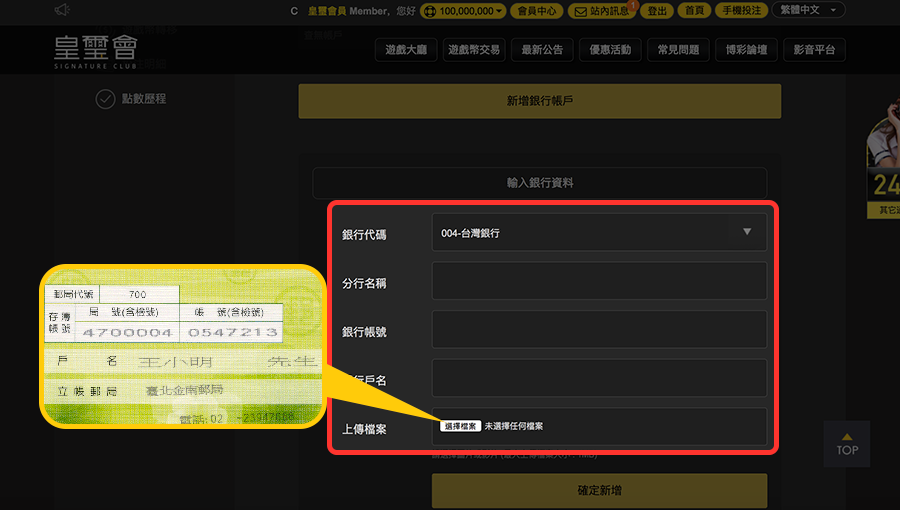 C 皇璽會員 Member，您好 100,000,000 會員中心 站內訊息 1 登出 首頁 手機投注 繁體中文
皇璽會
SIGNATURE CLUB
遊戲大廳 遊戲幣交易 最新公告 優惠活動 常見問題 博彩論壇 影音平台
點數歷程
新增銀行帳戶
輸入銀行資料
銀行代碼 004-台灣銀行
分行名稱
銀行帳號
行戶名
上傳檔案 選擇檔案 未選擇任何檔案
確定新增
郵局代號 700
存簿帳號 局 號(含檢號) 帳 號(含檢號)
4700004 0547213
戶 名 王小明 先生
立帳郵局 臺北金南郵局
電話:02
24
其它
TOP